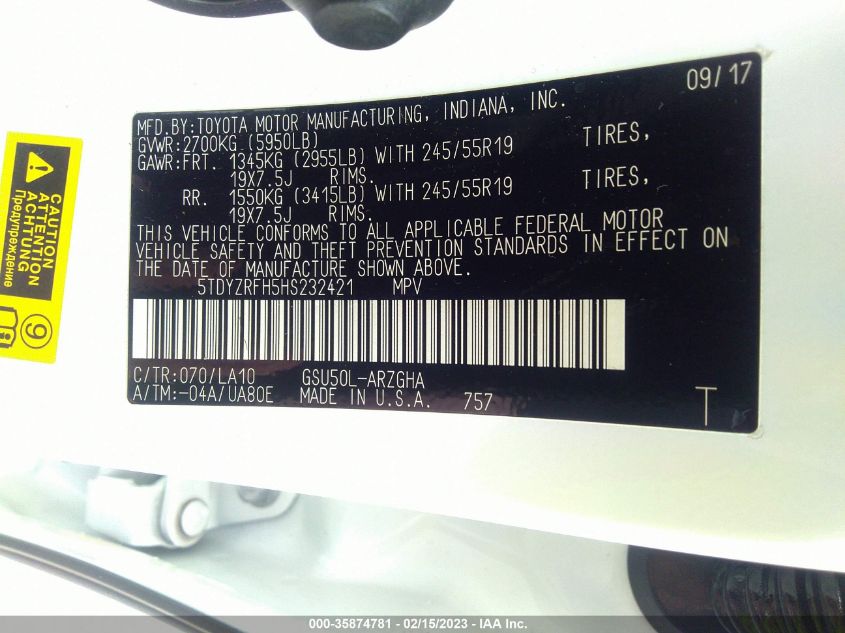 09/17
MFD.BY:TOYOTA MOTOR MANUFACTURING, INDIANA, INC.
GVWR:2700KG (5950LB)
GAWR:FRT. 1345KG (2955LB) WITH 245/55R19 TIRES,
19X7.5J RIMS.
RR. 1550KG (3415LB) WITH 245/55R19 TIRES,
19X7.5J RIMS.
THIS VEHICLE CONFORMS TO ALL APPLICABLE FEDERAL MOTOR
VEHICLE SAFETY AND THEFT PREVENTION STANDARDS IN EFFECT ON
THE DATE OF MANUFACTURE SHOWN ABOVE.
5TDYZRFH5HS232421 MPV
C/TR:070/LA10 GSU50L-ARZGHA
A/TM:-04A/UA80E MADE IN U.S.A. 757
T
CAUTION
ATTENTION
ACHTUNG
Предупреждение
9
000-35874781 - 02/15/2023 - IAA Inc.